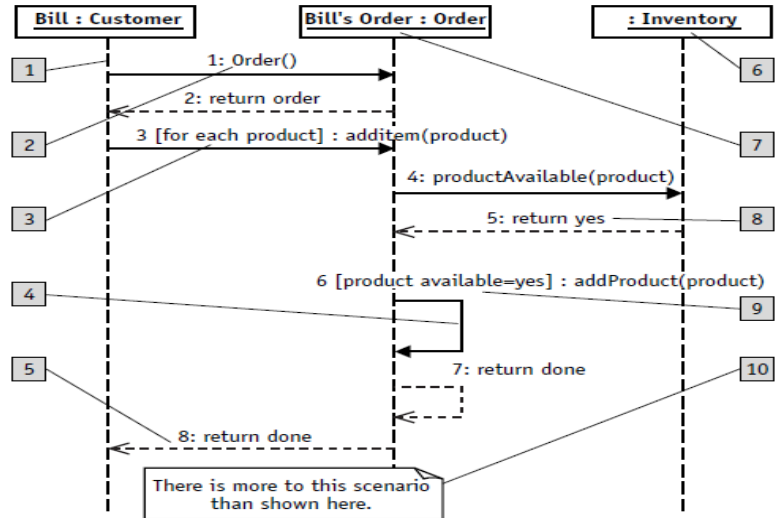 Bill : Customer
Bill's Order : Order
: Inventory
1
1: Order()
6
2: return order
2
3 [for each product] : additem(product)
7
4: productAvailable(product)
3
5: return yes
8
6 [product available=yes] : addProduct(product)
4
9
5
7: return done
10
8: return done
There is more to this scenario
than shown here.